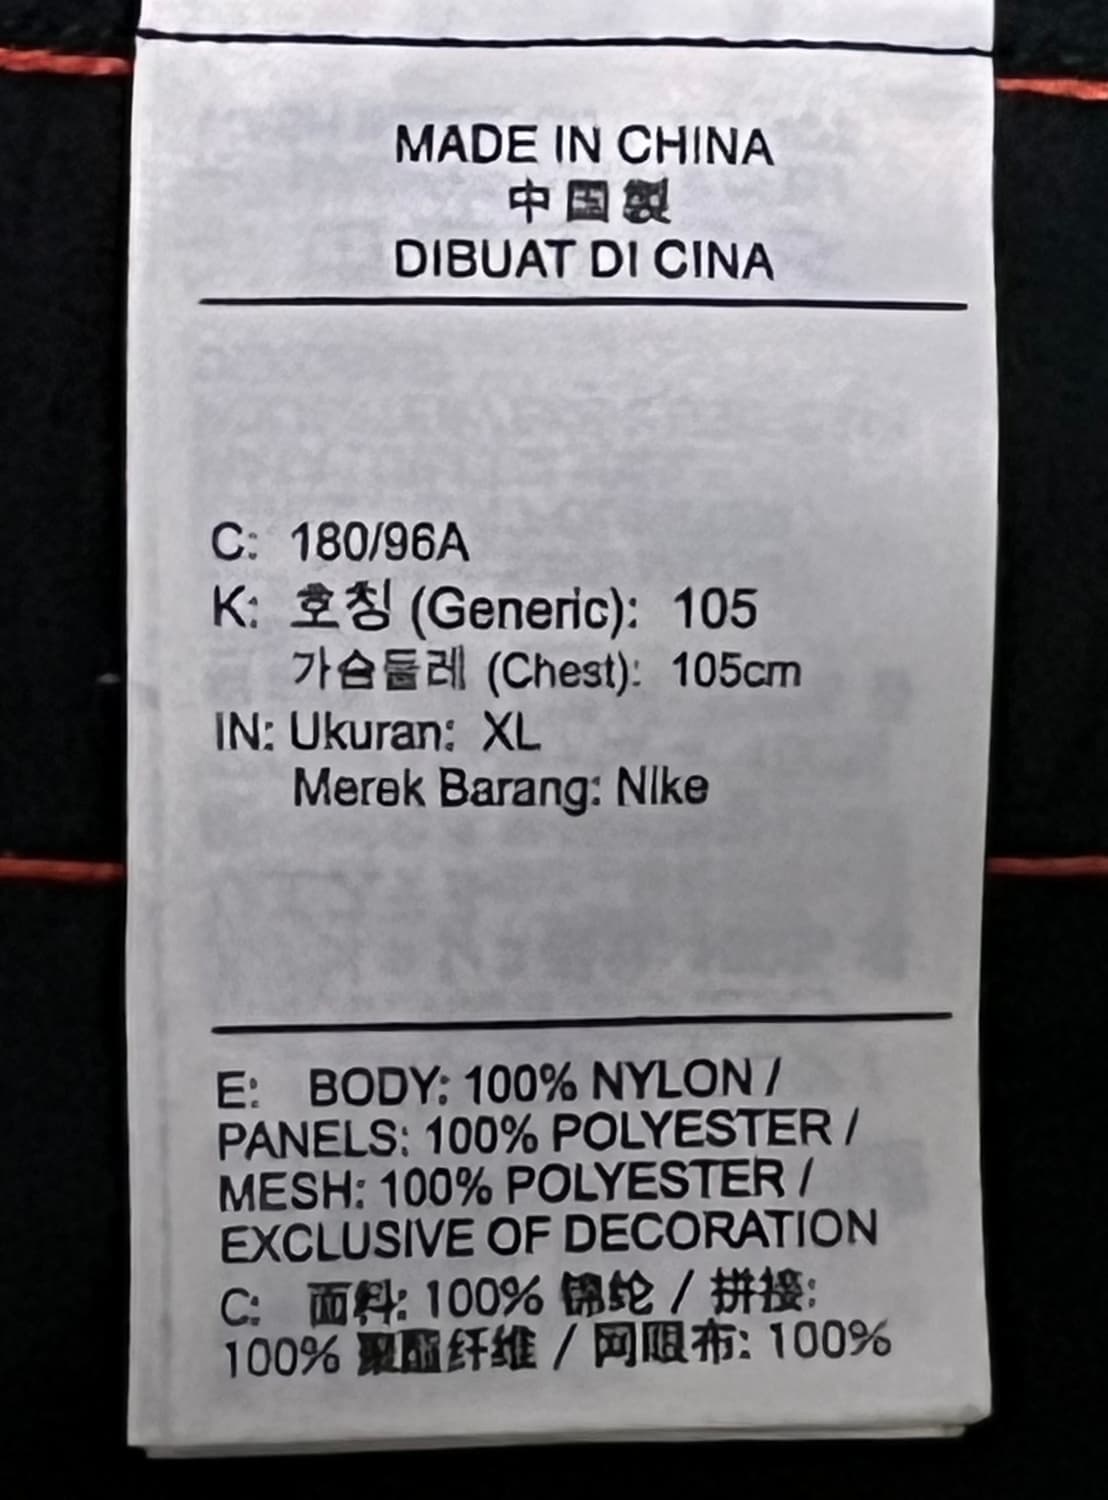 MADE IN CHINA
中国製
DIBUAT DI CINA
C: 180/96A
K: 호칭 (Generic): 105
가슴둘레 (Chest): 105cm
IN: Ukuran: XL
Merek Barang: Nike
E: BODY: 100% NYLON /
PANELS: 100% POLYESTER /
MESH: 100% POLYESTER /
EXCLUSIVE OF DECORATION
C: 面料: 100% 锦纶 / 拼接:
100% 聚酯纤维 / 网眼布: 100%